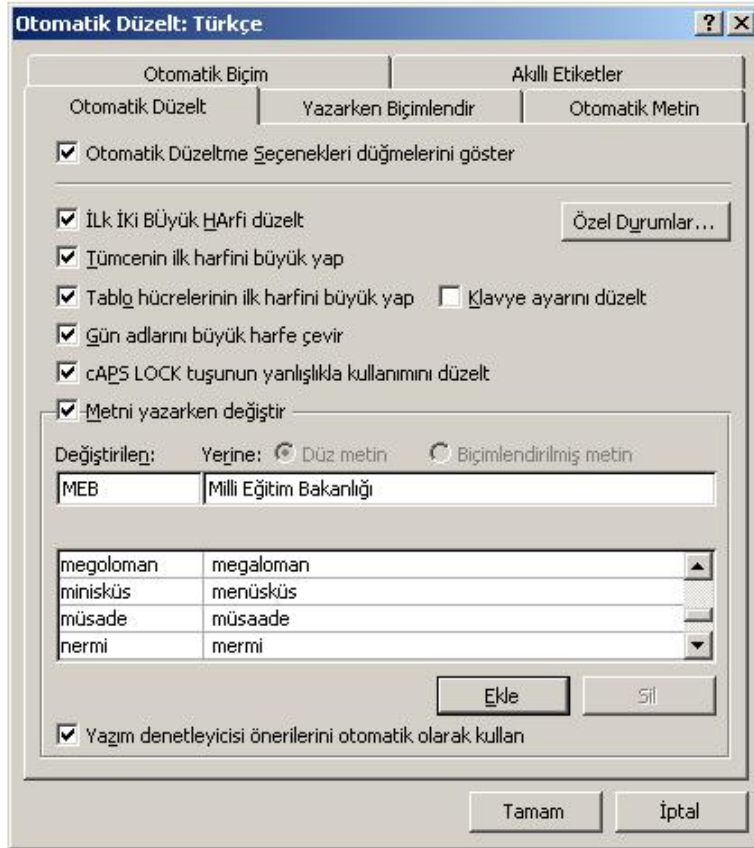 Otomatik Düzelt: Türkçe
Otomatik Biçim Akıllı Etiketler
Otomatik Düzelt Yazarken Biçimlendir Otomatik Metin
Otomatik Düzeltme Seçenekleri düğmelerini göster
İLk İKi BÜyük HArfi düzelt Özel Durumlar...
Tümcenin ilk harfini büyük yap
Tablo hücrelerinin ilk harfini büyük yap Klavye ayarını düzelt
Gün adlarını büyük harfe çevir
cAPS LOCK tuşunun yanlışlıkla kullanımını düzelt
Metni yazarken değiştir
Değiştirilen: Yerine: Düz metin Biçimlendirilmiş metin
MEB Milli Eğitim Bakanlığı
megoloman megaloman
minisküs menüsküs
müsade müsaade
nermi mermi
Ekle Sil
Yazım denetleyicisi önerilerini otomatik olarak kullan
Tamam İptal